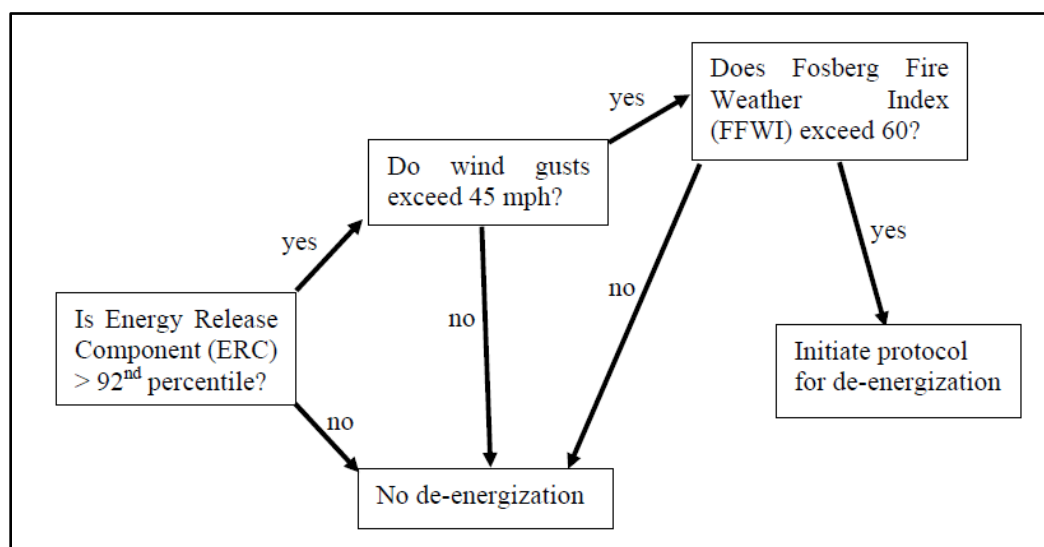 Does Fosberg Fire
Weather Index
(FFWI) exceed 60?
yes
Do wind gusts
exceed 45 mph?
yes
yes
no
no
Is Energy Release
Component (ERC)
> 92nd percentile?
Initiate protocol
for de-energization
no
No de-energization